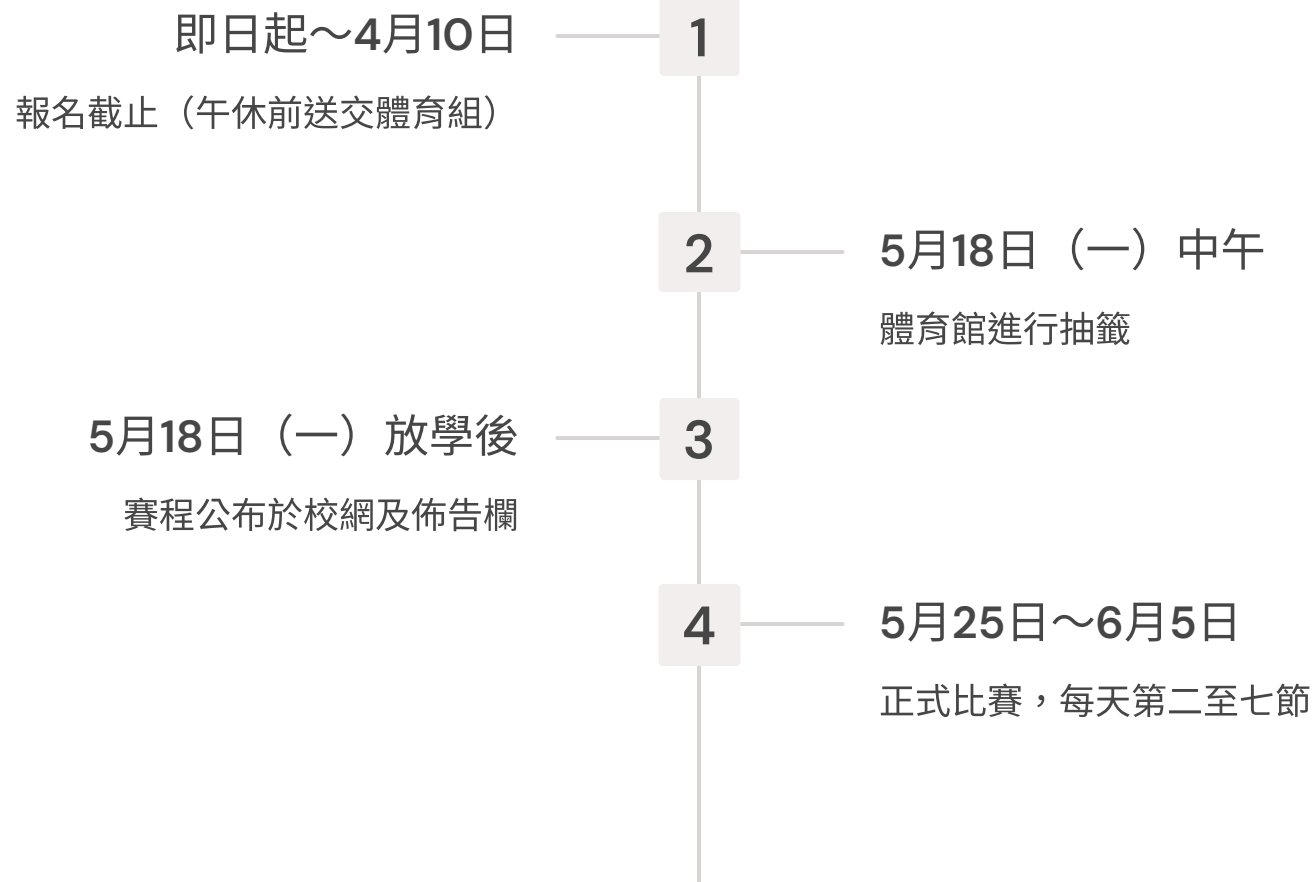 即日起～4月10日
1
報名截止（午休前送交體育組）
2
5月18日（一）中午
體育館進行抽籤
5月18日（一）放學後
3
賽程公布於校網及佈告欄
4
5月25日～6月5日
正式比賽，每天第二至七節